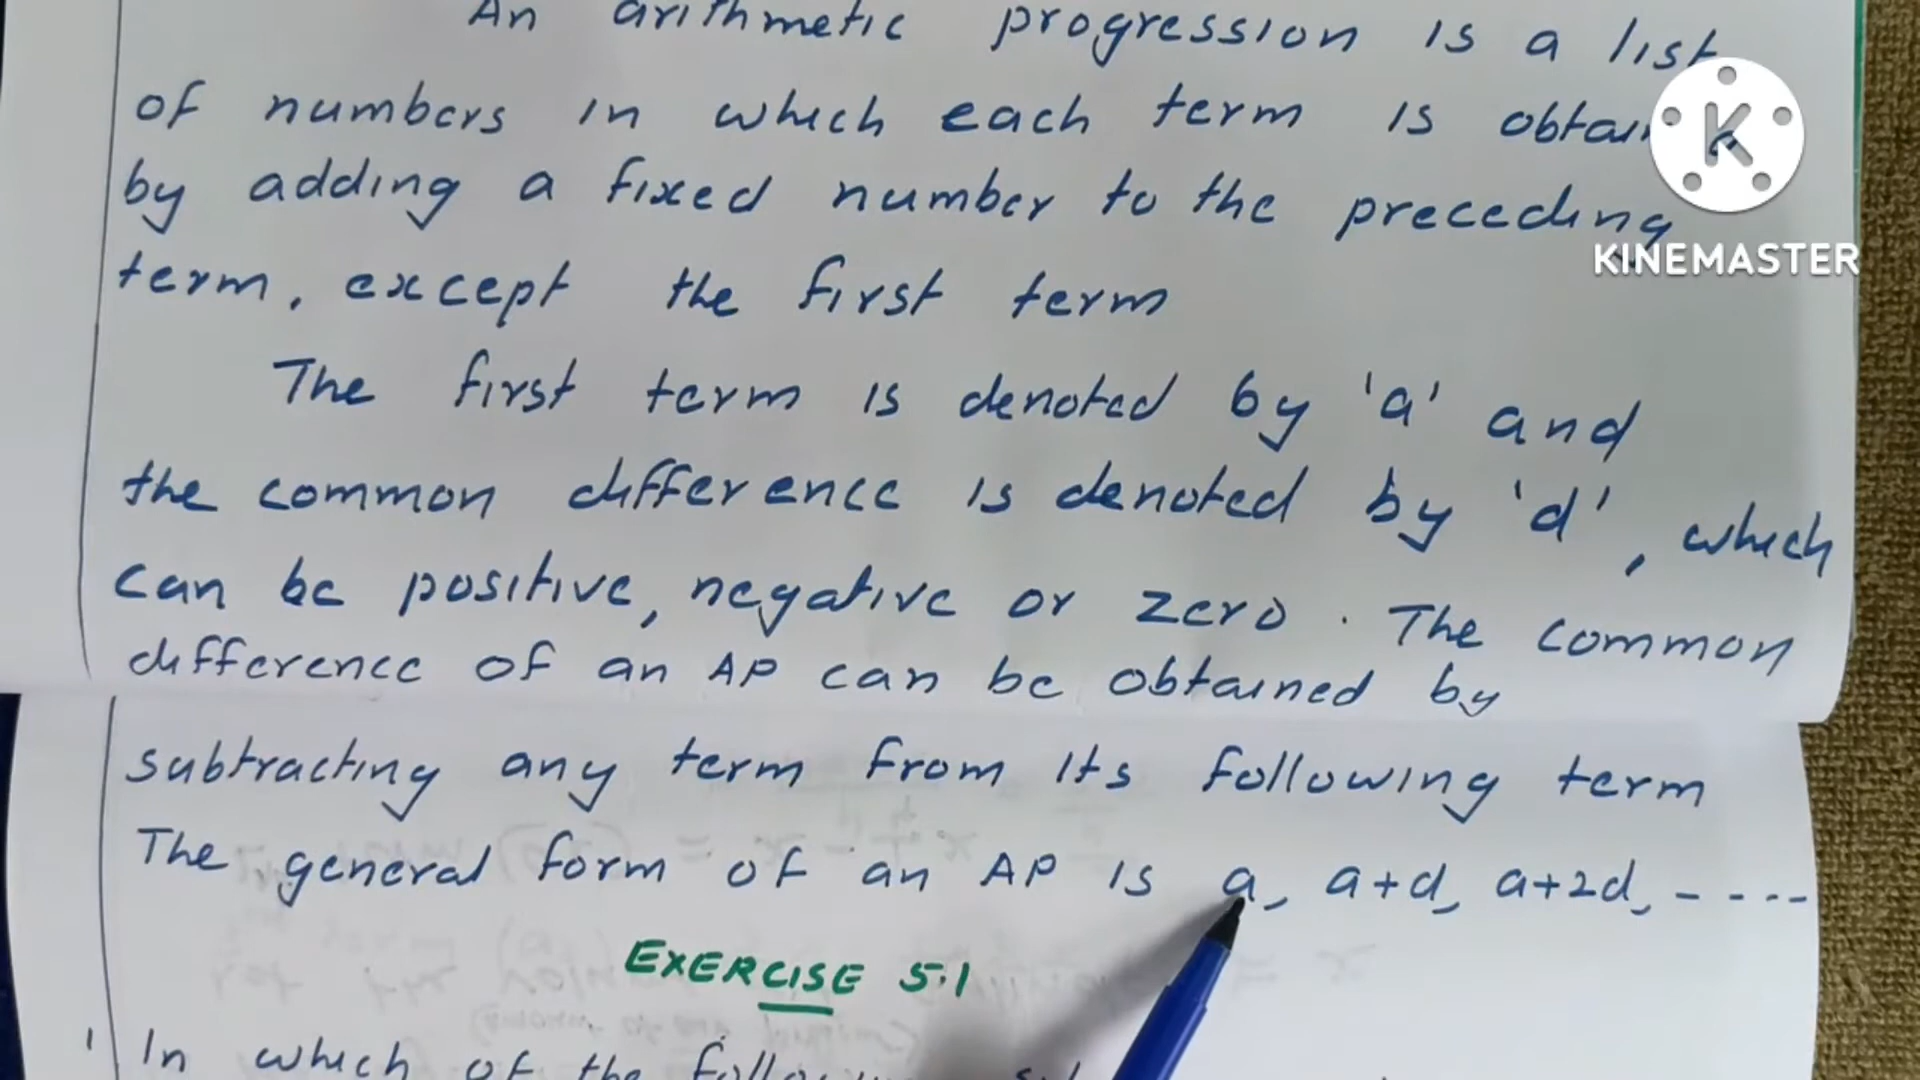 An arithmetic progression is a list
of numbers in which each term is
by adding a fixed number to the preceding
term, except the first term
The first term is denoted by 'a' and
the common difference is denoted by 'd', which
can be positive, negative or zero. The common
difference of an AP can be obtained by
subtracting any term from its following term
The general form of an AP is a, a+d, a+2d, - - - -
EXERCISE 5.1
1 In which of the
K
KINEMASTER